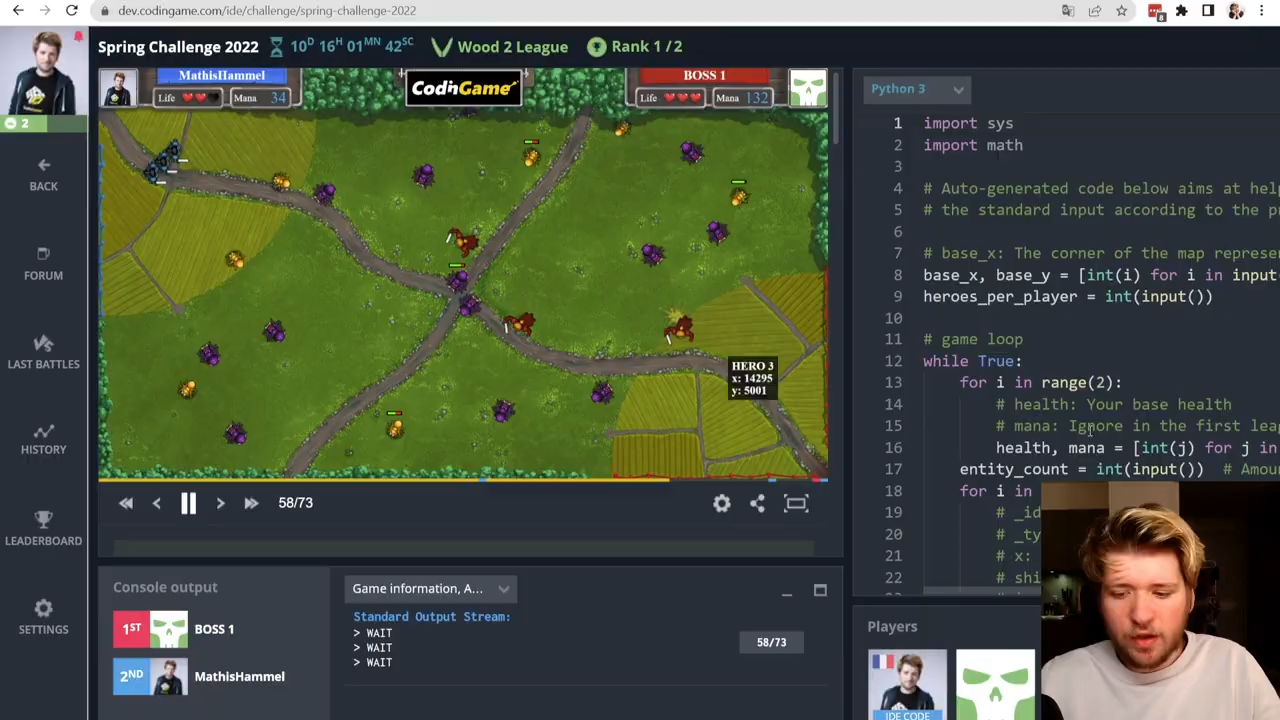 dev.codingame.com/ide/challenge/spring-challenge-2022
8
2
BACK
FORUM
LAST BATTLES
HISTORY
LEADERBOARD
SETTINGS
Spring Challenge 2022
10D 16H 01MN 42SC
Wood 2 League
Rank 1 / 2
MathisHammel
Life
Mana 34
CodinGame
BOSS 1
Life
Mana 132
HERO 3
x: 14295
y: 5001
58/73
Console output
1ST BOSS 1
2ND MathisHammel
Game information, A...
Standard Output Stream:
> WAIT
> WAIT
> WAIT
58/73
Python 3
1 import sys
2 import math
3
4 # Auto-generated code below aims at help
5 # the standard input according to the pr
6
7 # base_x: The corner of the map represe
8 base_x, base_y = [int(i) for i in input
9 heroes_per_player = int(input())
10
11 # game loop
12 while True:
13 for i in range(2):
14 # health: Your base health
15 # mana: Ignore in the first lea
16 health, mana = [int(j) for j in
17 entity_count = int(input()) # Amou
18 for i in
19 # _id
20 # _ty
21 # x:
22 # shi
Players
IDE CODE